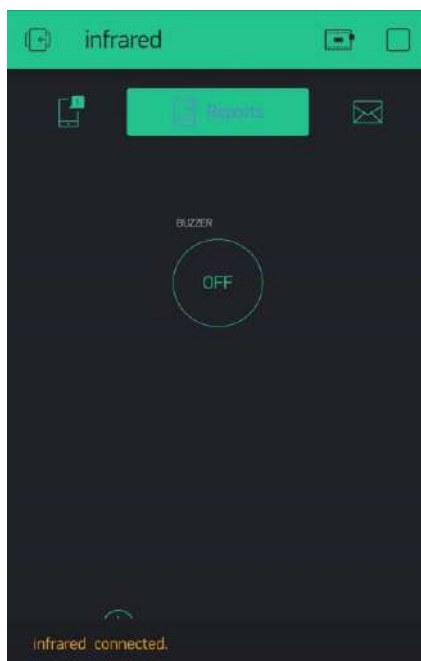 infrared
Reports
BUZZER
OFF
infrared connected.